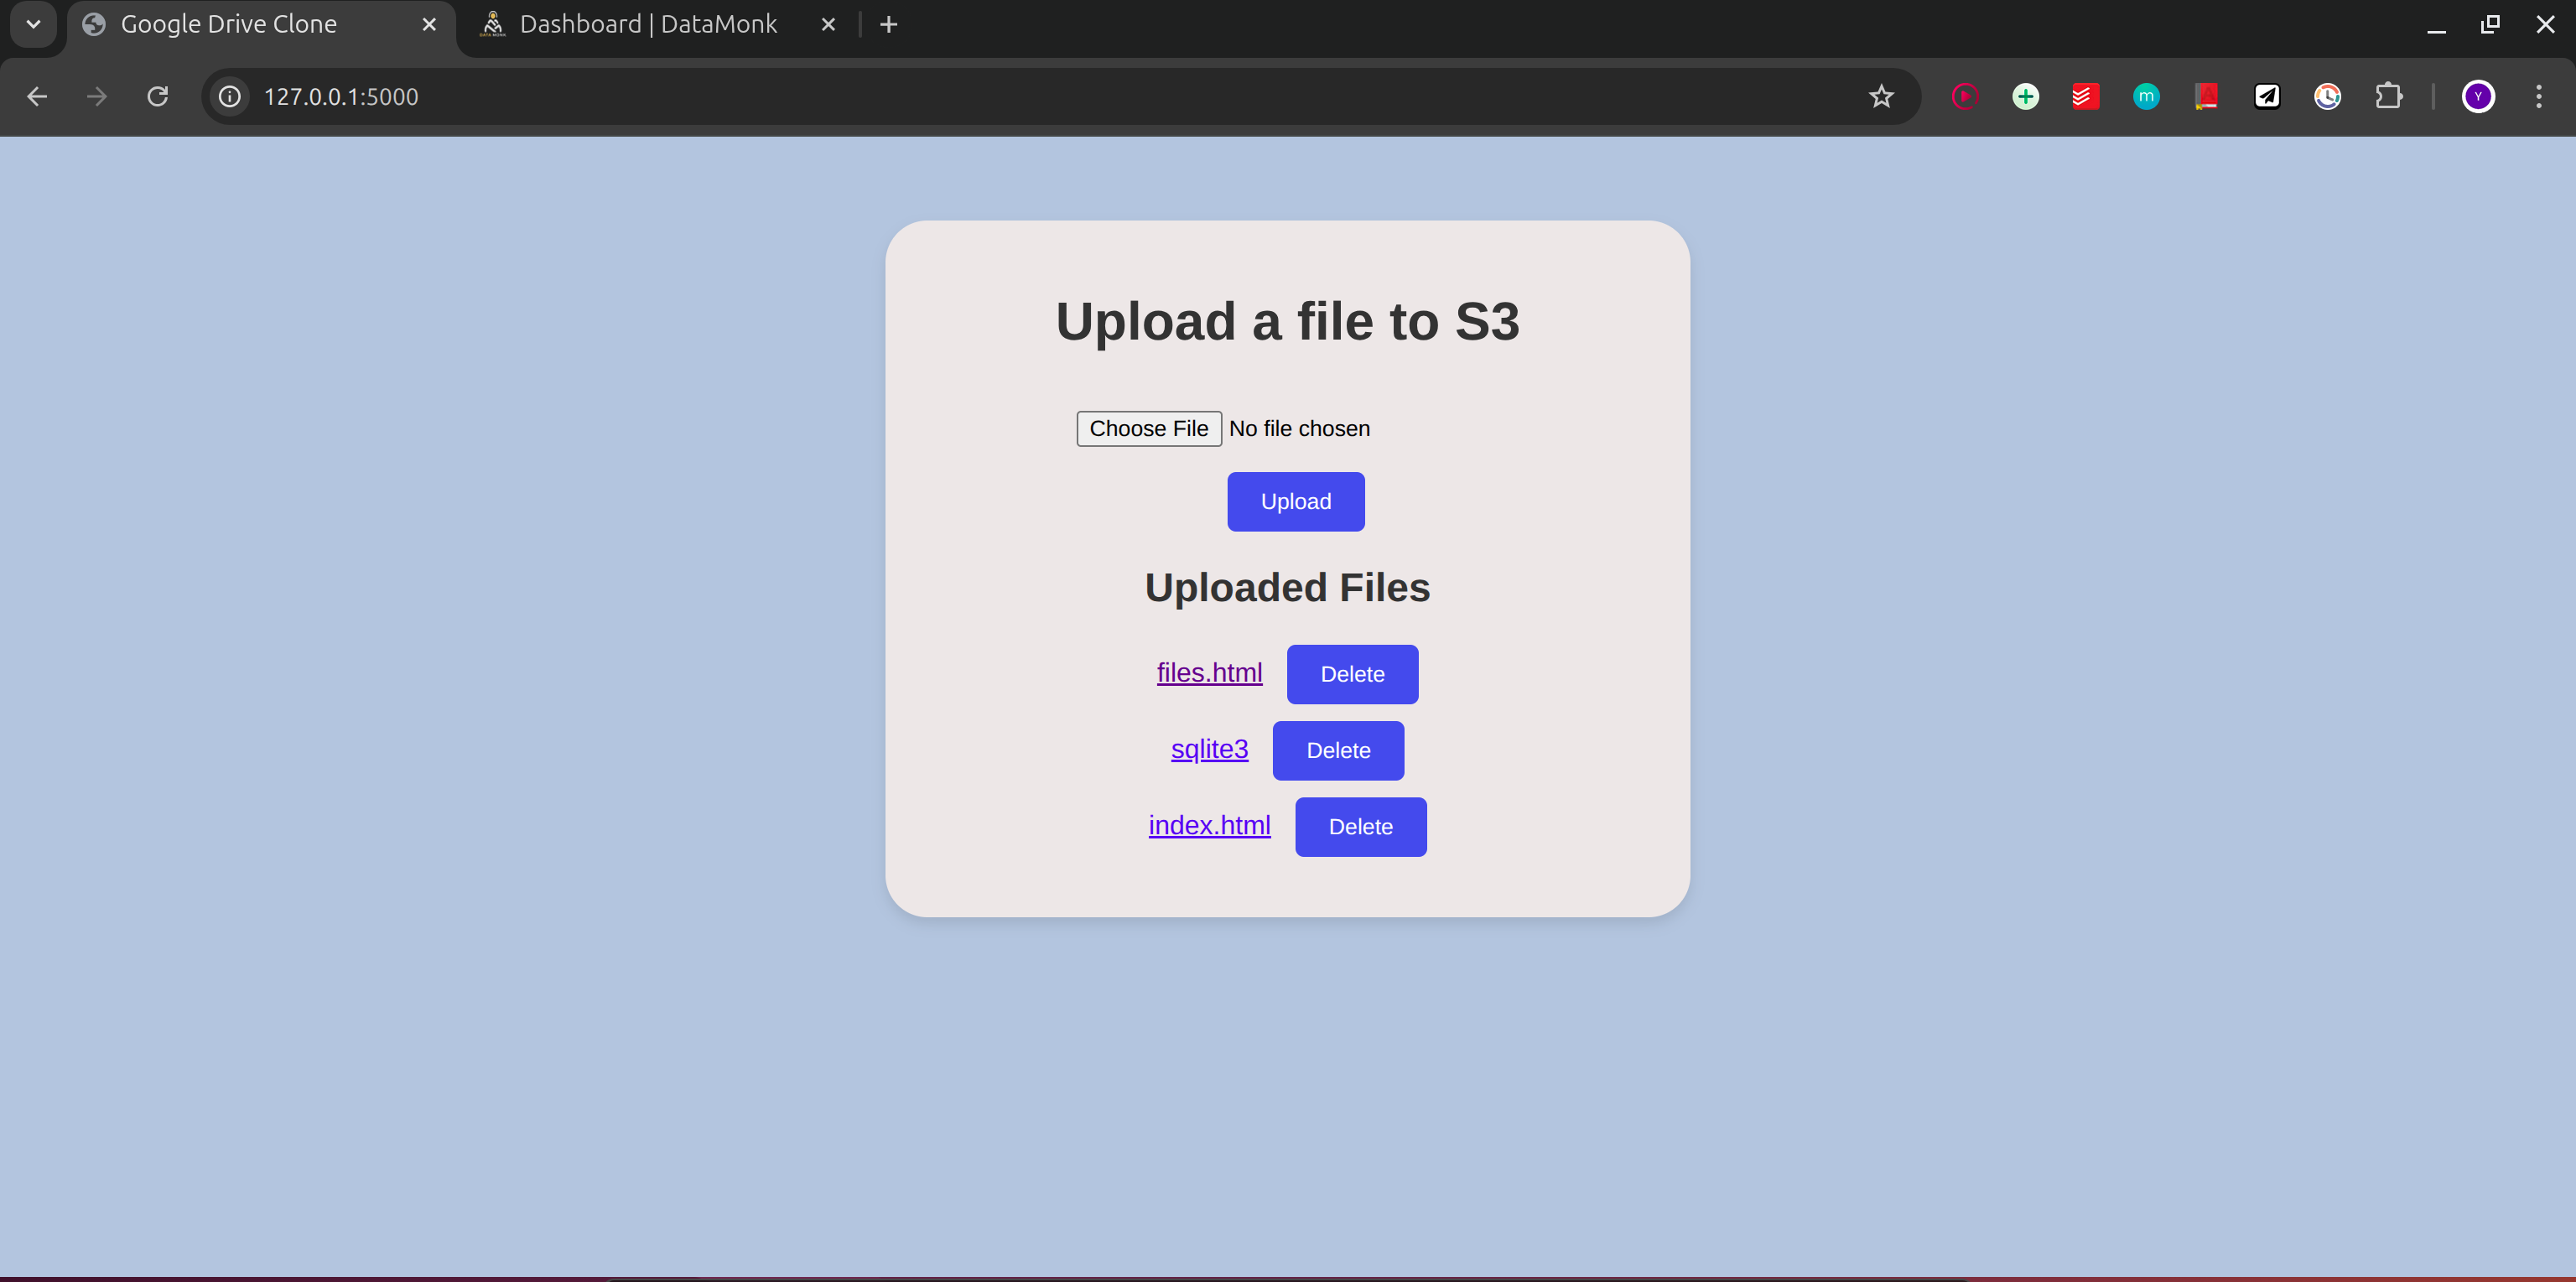 Google Drive Clone
Dashboard | DataMonk
127.0.0.1:5000
m
Y
Upload a file to S3
Choose File No file chosen
Upload
Uploaded Files
files.html Delete
sqlite3 Delete
index.html Delete